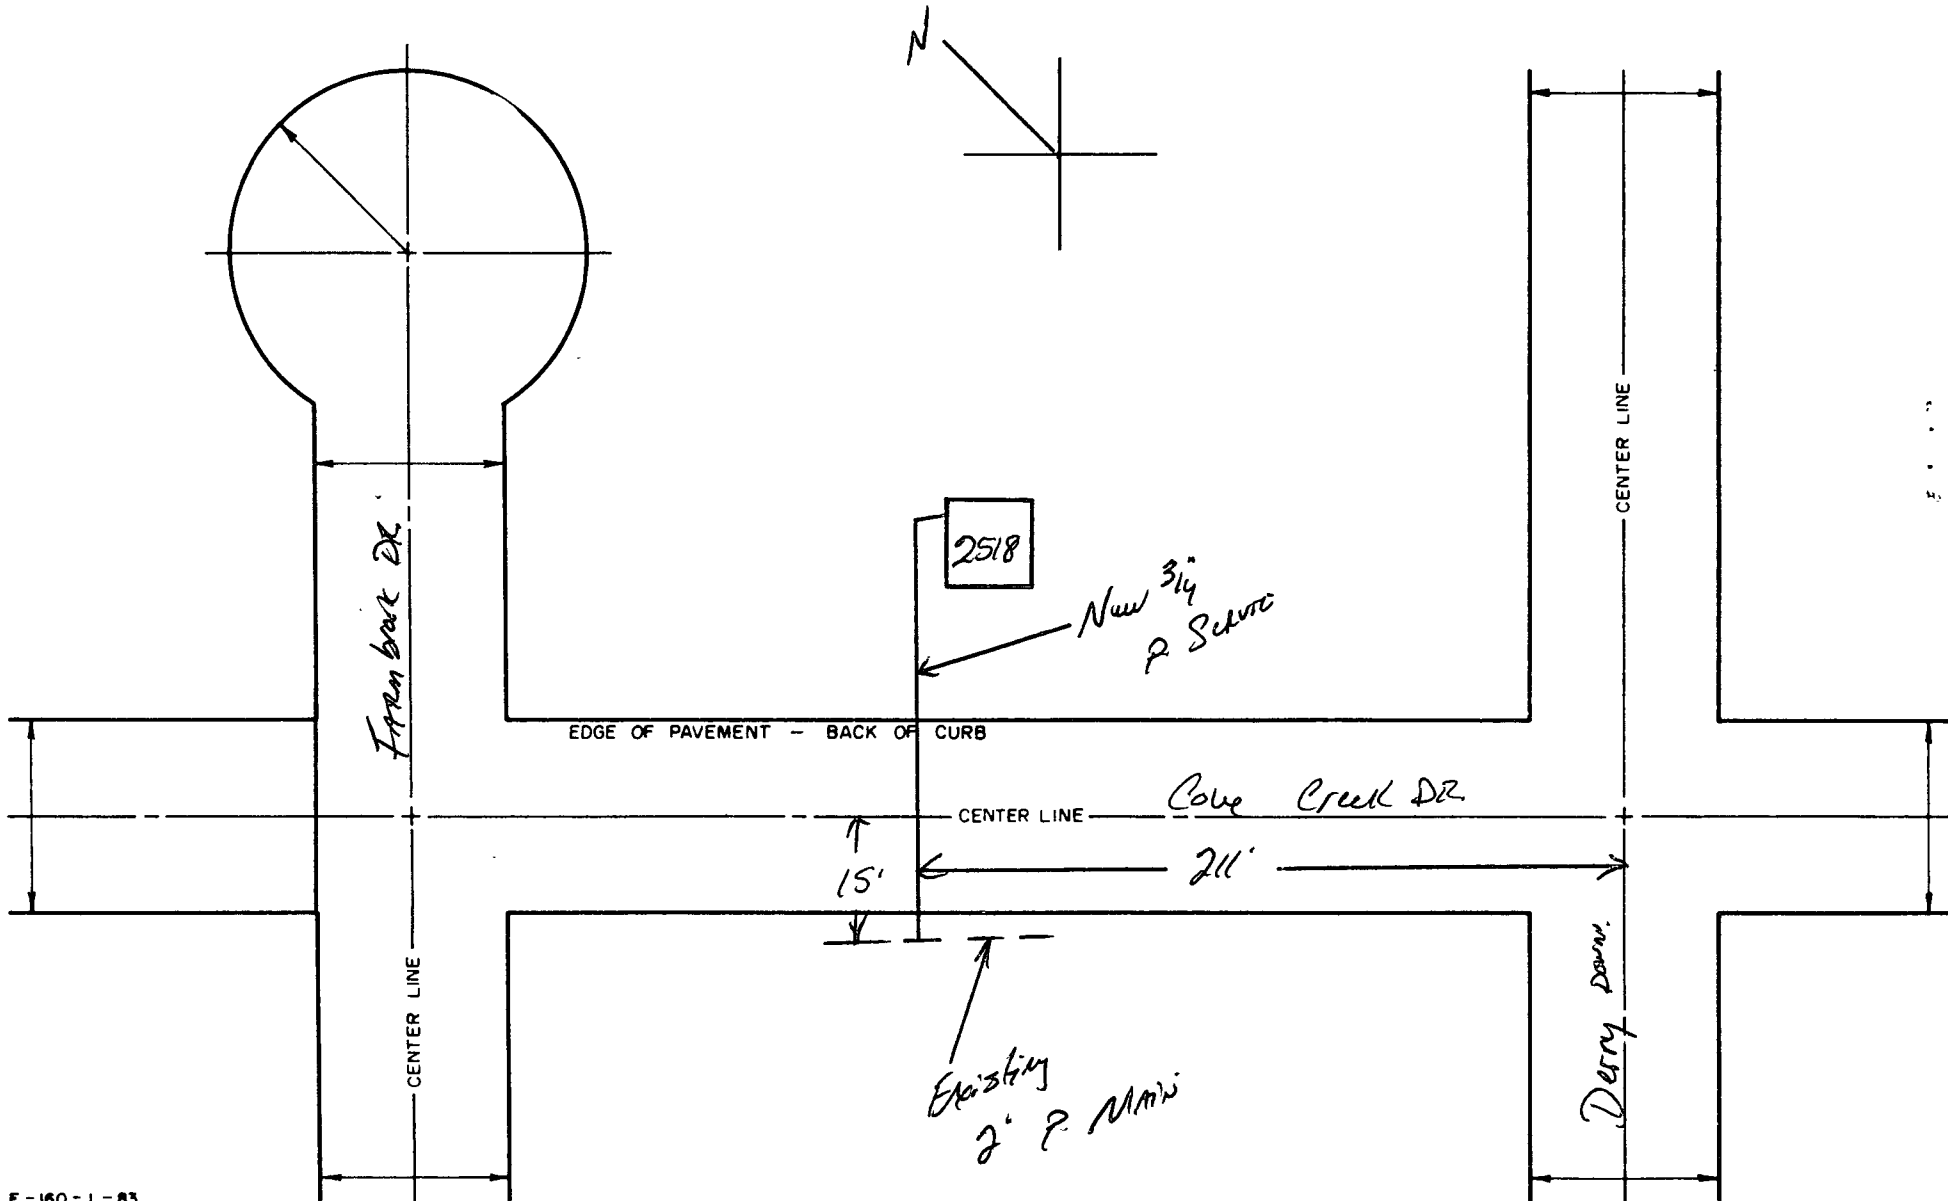 N
CENTER LINE
2518
New 3/4"
P. Service
Farmbrook DR.
EDGE OF PAVEMENT - BACK OF CURB
Cove Creek DR
CENTER LINE
15'
211'
CENTER LINE
Derry Down.
Existing
2" P. MAIN
F-160-1-83